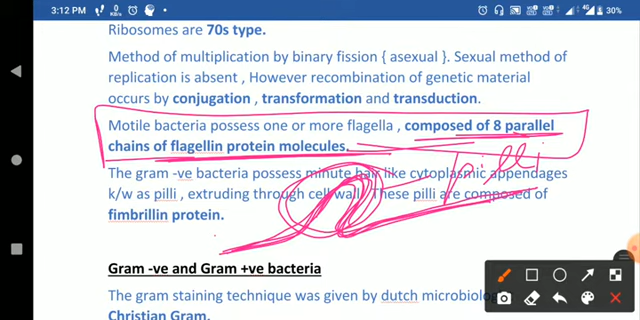 3:12 PM 0 KB/s 4G 30%
Ribosomes are 70s type.
Method of multiplication by binary fission { asexual }. Sexual method of
replication is absent , However recombination of genetic material
occurs by conjugation , transformation and transduction.
Motile bacteria possess one or more flagella , composed of 8 parallel
chains of flagellin protein molecules.
The gram -ve bacteria possess minute hair like cytoplasmic appendages
k/w as pilli , extruding through cell wall. These pilli are composed of
fimbrillin protein.
pilli
Gram -ve and Gram +ve bacteria
The gram staining technique was given by dutch microbiolog
Christian Gram.